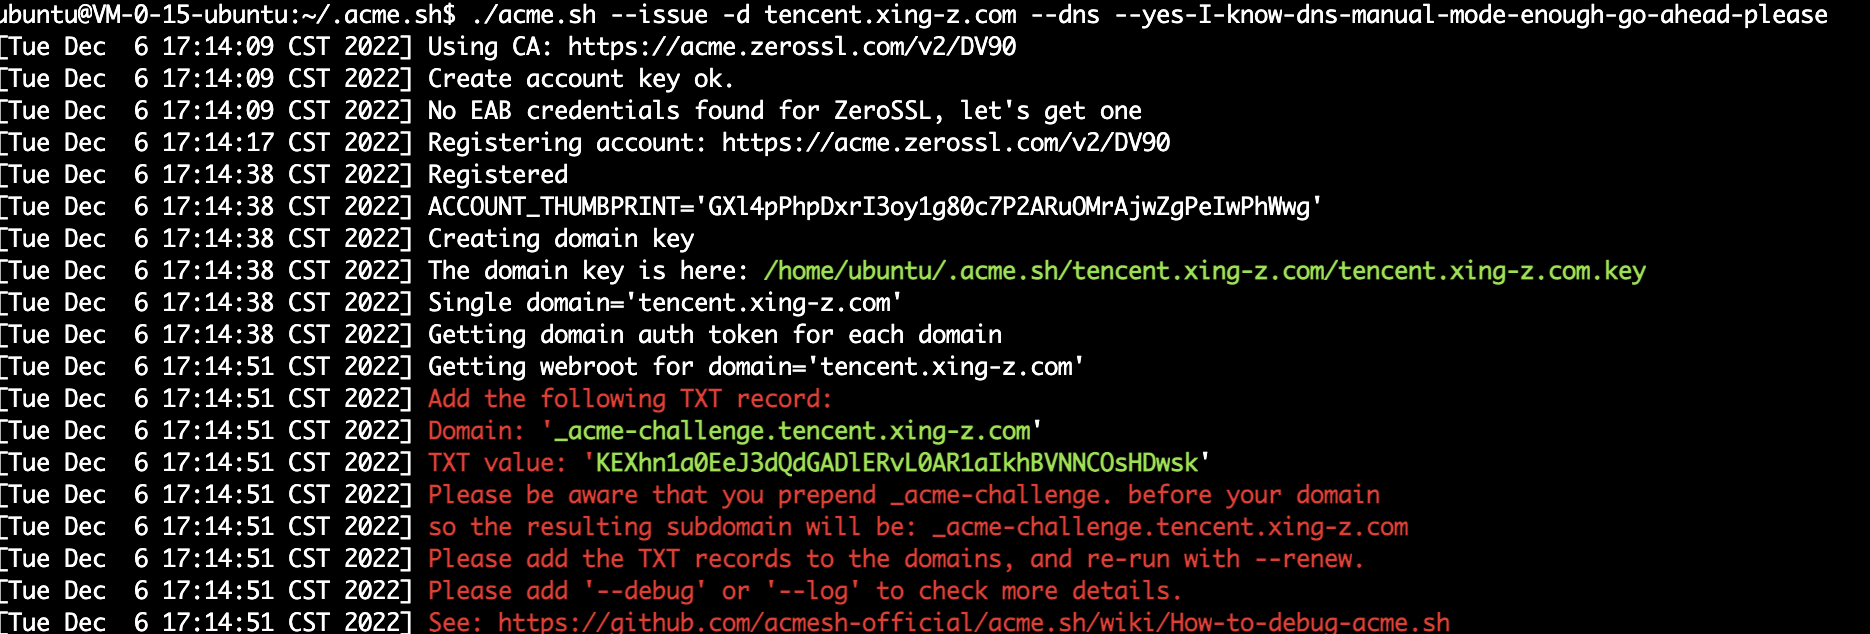 ubuntu@VM-0-15-ubuntu:~/.acme.sh$ ./acme.sh --issue -d tencent.xing-z.com --dns --yes-I-know-dns-manual-mode-enough-go-ahead-please
[Tue Dec  6 17:14:09 CST 2022] Using CA: https://acme.zerossl.com/v2/DV90
[Tue Dec  6 17:14:09 CST 2022] Create account key ok.
[Tue Dec  6 17:14:09 CST 2022] No EAB credentials found for ZeroSSL, let's get one
[Tue Dec  6 17:14:17 CST 2022] Registering account: https://acme.zerossl.com/v2/DV90
[Tue Dec  6 17:14:38 CST 2022] Registered
[Tue Dec  6 17:14:38 CST 2022] ACCOUNT_THUMBPRINT='GXl4pPhpDxrI3oy1g80c7P2ARuOMrAjwZgPeIwPhWwg'
[Tue Dec  6 17:14:38 CST 2022] Creating domain key
[Tue Dec  6 17:14:38 CST 2022] The domain key is here: /home/ubuntu/.acme.sh/tencent.xing-z.com/tencent.xing-z.com.key
[Tue Dec  6 17:14:38 CST 2022] Single domain='tencent.xing-z.com'
[Tue Dec  6 17:14:38 CST 2022] Getting domain auth token for each domain
[Tue Dec  6 17:14:51 CST 2022] Getting webroot for domain='tencent.xing-z.com'
[Tue Dec  6 17:14:51 CST 2022] Add the following TXT record:
[Tue Dec  6 17:14:51 CST 2022] Domain: '_acme-challenge.tencent.xing-z.com'
[Tue Dec  6 17:14:51 CST 2022] TXT value: 'KEXhn1a0EeJ3dQdGADlERvL0AR1aIkhBVNNCOsHDwsk'
[Tue Dec  6 17:14:51 CST 2022] Please be aware that you prepend _acme-challenge. before your domain
[Tue Dec  6 17:14:51 CST 2022] so the resulting subdomain will be: _acme-challenge.tencent.xing-z.com
[Tue Dec  6 17:14:51 CST 2022] Please add the TXT records to the domains, and re-run with --renew.
[Tue Dec  6 17:14:51 CST 2022] Please add '--debug' or '--log' to check more details.
[Tue Dec  6 17:14:51 CST 2022] See: https://github.com/acmesh-official/acme.sh/wiki/How-to-debug-acme.sh